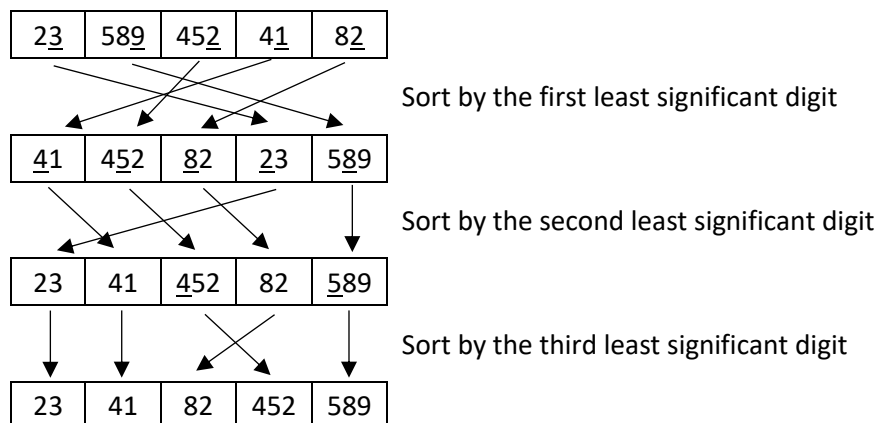 23 589 452 41 82
Sort by the first least significant digit
41 452 82 23 589
Sort by the second least significant digit
23 41 452 82 589
Sort by the third least significant digit
23 41 82 452 589